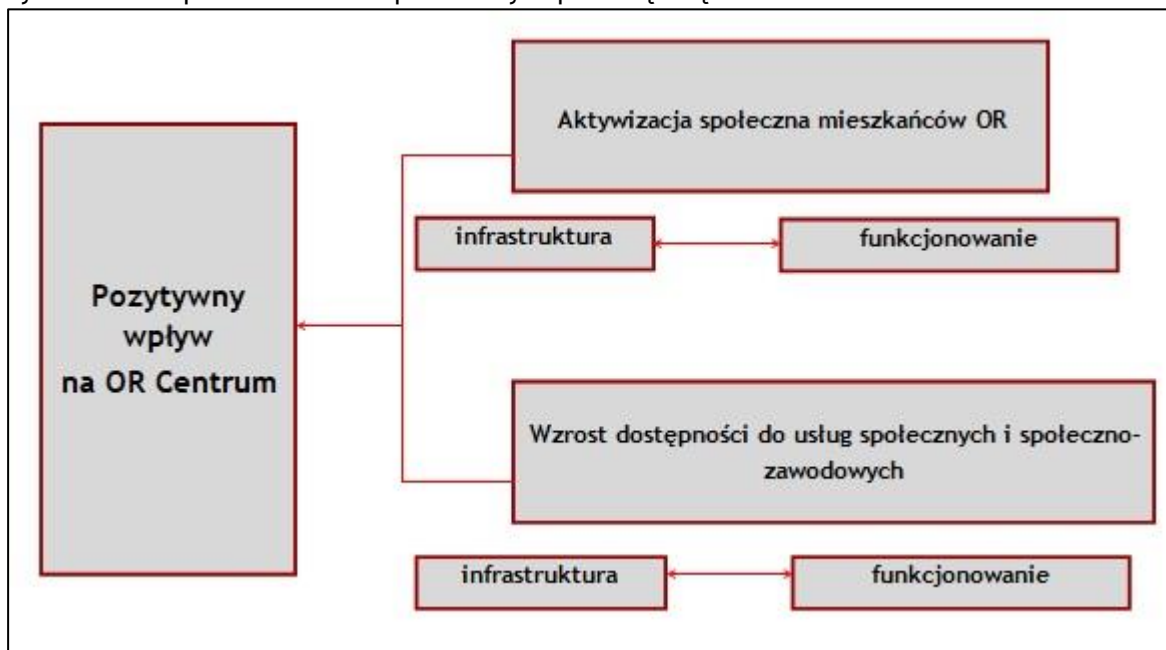 Pozytywny
wpływ
na OR Centrum
Aktywizacja społeczna mieszkańców OR
infrastruktura
funkcjonowanie
Wzrost dostępności do usług społecznych i społeczno-
zawodowych
infrastruktura
funkcjonowanie